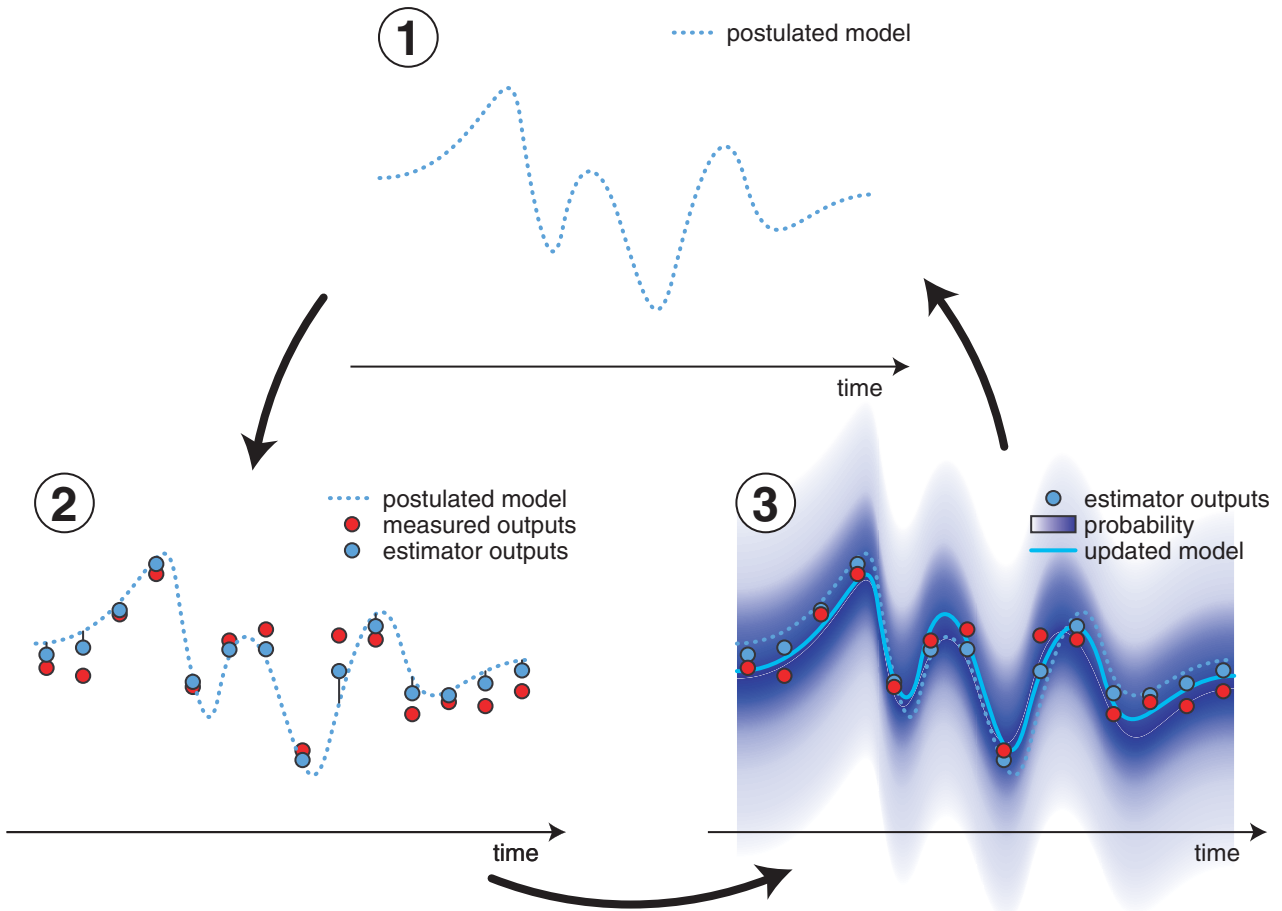 1
postulated model
time
2
postulated model
measured outputs
estimator outputs
time
3
estimator outputs
probability
updated model
time